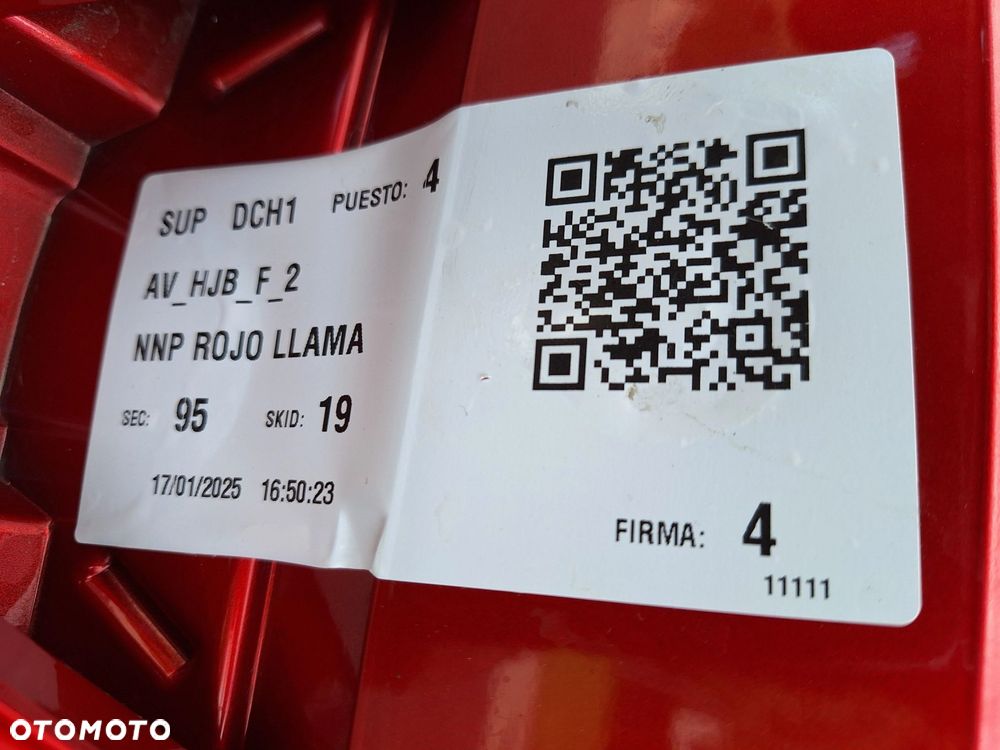 SUP DCH1 PUESTO: 4
AV_HJB_F_2
NNP ROJO LLAMA
SEC: 95 SKID: 19
17/01/2025 16:50:23
FIRMA: 4
11111
OTOMOTO